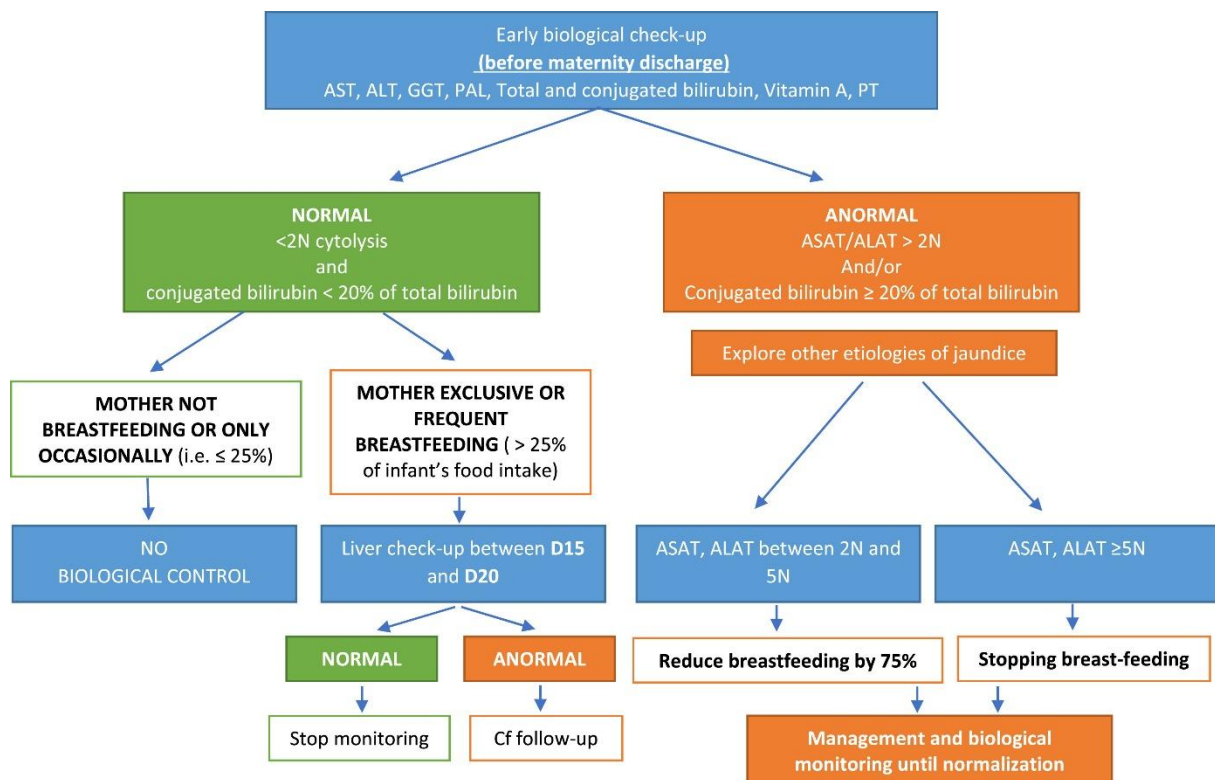 Early biological check-up
(before maternity discharge)
AST, ALT, GGT, PAL, Total and conjugated bilirubin, Vitamin A, PT
NORMAL
<2N cytolysis
and
conjugated bilirubin < 20% of total bilirubin
ANORMAL
ASAT/ALAT > 2N
And/or
Conjugated bilirubin ≥ 20% of total bilirubin
Explore other etiologies of jaundice
MOTHER NOT
BREASTFEEDING OR ONLY
OCCASIONALLY (i.e. ≤ 25%)
MOTHER EXCLUSIVE OR
FREQUENT
BREASTFEEDING ( > 25%
of infant's food intake)
NO
BIOLOGICAL CONTROL
Liver check-up between D15
and D20
ASAT, ALAT between 2N and
5N
ASAT, ALAT ≥5N
NORMAL
ANORMAL
Reduce breastfeeding by 75%
Stopping breast-feeding
Stop monitoring
Cf follow-up
Management and biological
monitoring until normalization